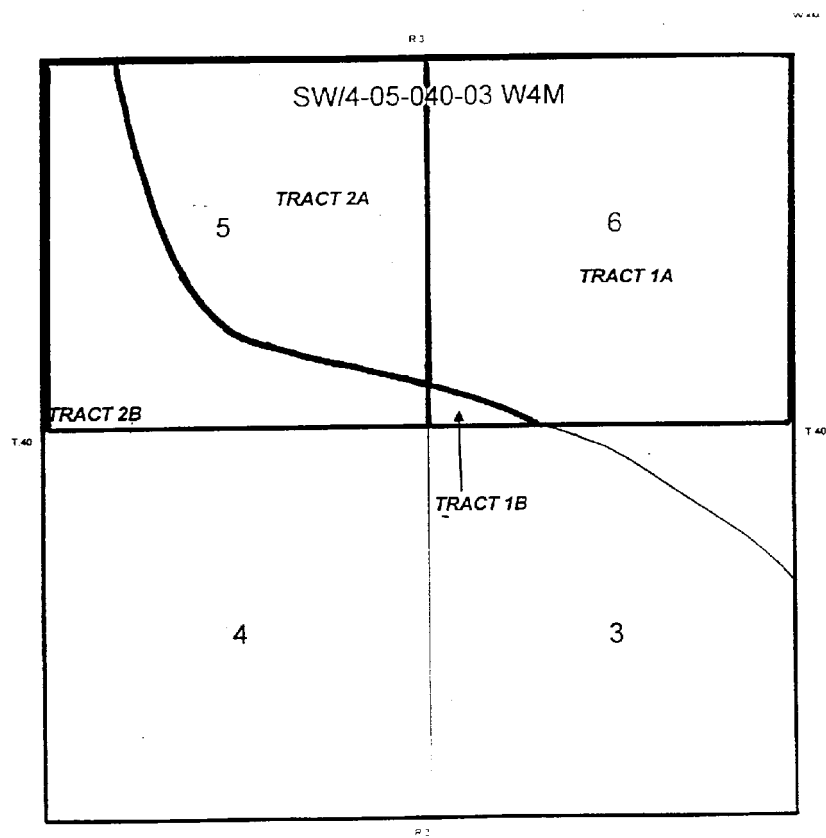 R 3
SW/4-05-040-03 W4M
TRACT 2A
5
6
TRACT 1A
TRACT 2B
T.40
T.40
TRACT 1B
4
3